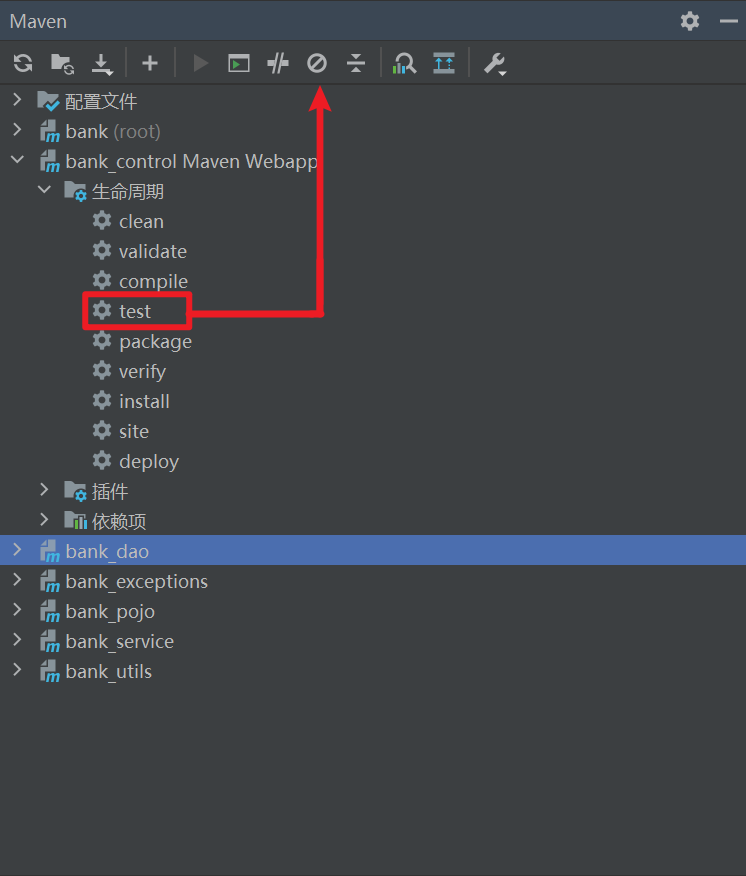 Maven
配置文件
bank (root)
bank_control Maven Webapp
生命周期
clean
validate
compile
test
package
verify
install
site
deploy
插件
依赖项
bank_dao
bank_exceptions
bank_pojo
bank_service
bank_utils